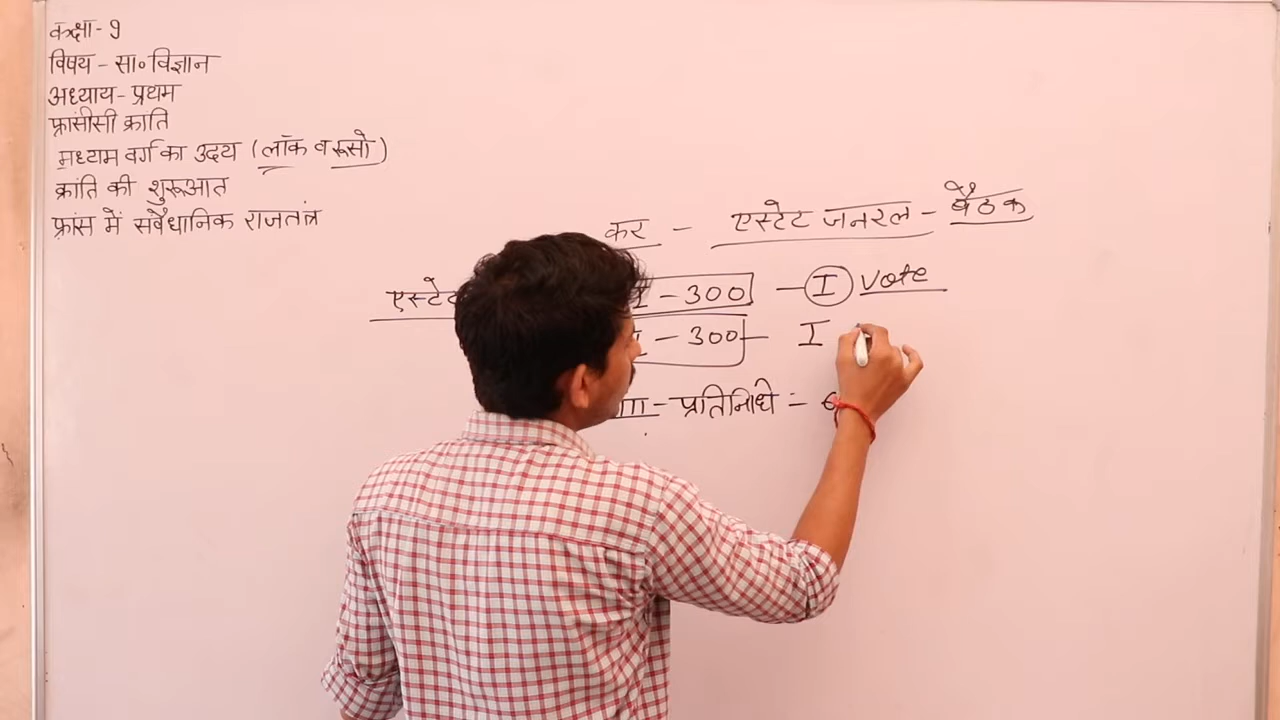 कक्षा - 9
विषय - सा० विज्ञान
अध्याय - प्रथम
फ्रांसीसी क्राति
मध्यम वर्ग का उदय (लॉक व रूसो)
क्रांति की शुरूआत
फ्रांस में संवैधानिक राजतांत्र
कर - एस्टेट जनरल - बैठक
एस्टेट I - 300 - I vote
I - 300 - I
III - प्रतिनिधि =